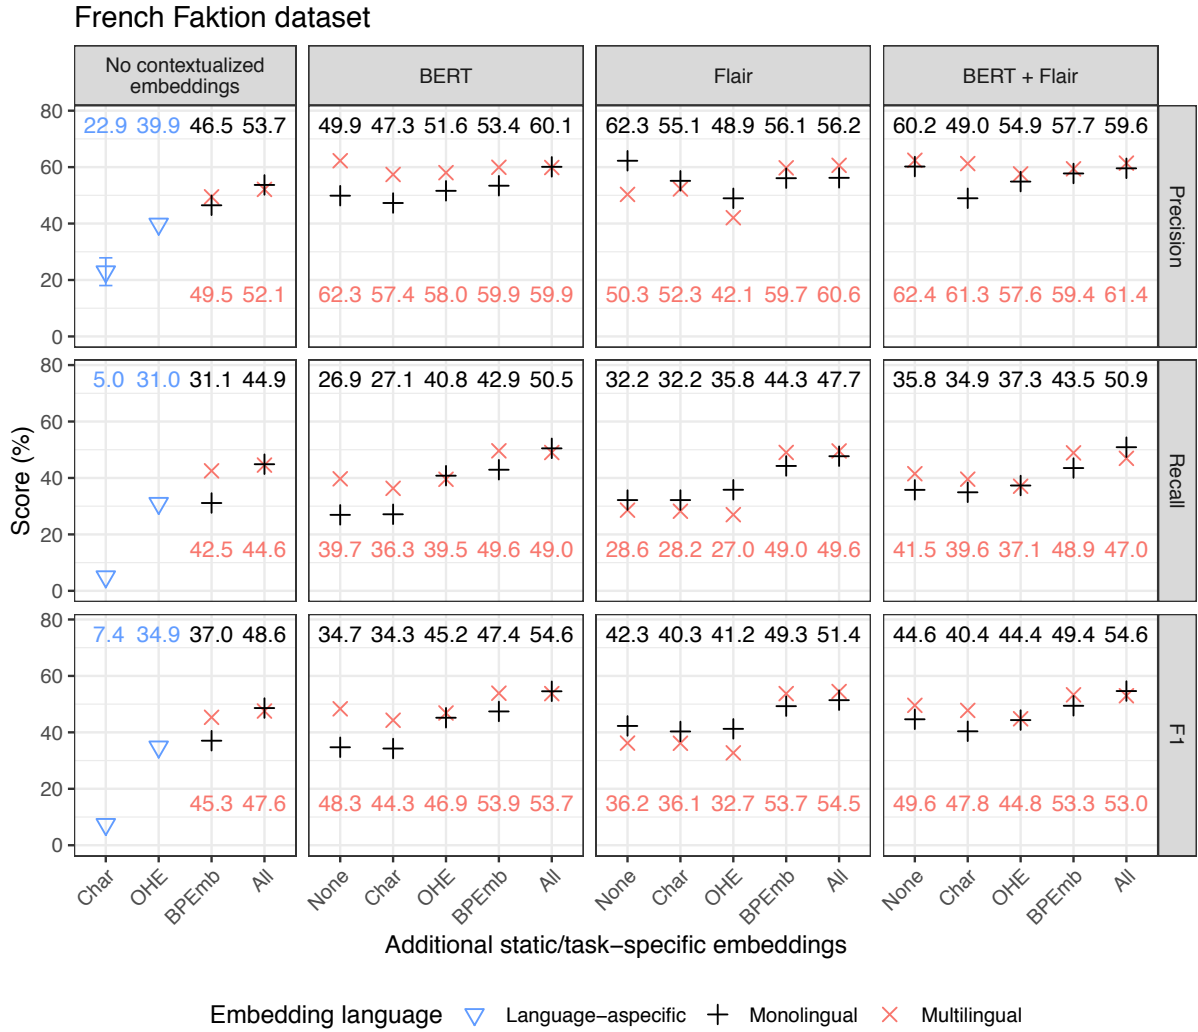 French Faktion dataset
No contextualized
embeddings
BERT
Flair
BERT + Flair
80
22.9 39.9 46.5 53.7
49.9 47.3 51.6 53.4 60.1
62.3 55.1 48.9 56.1 56.2
60.2 49.0 54.9 57.7 59.6
60
40
20
49.5 52.1
62.3 57.4 58.0 59.9 59.9
50.3 52.3 42.1 59.7 60.6
62.4 61.3 57.6 59.4 61.4
0
Precision
80
5.0 31.0 31.1 44.9
26.9 27.1 40.8 42.9 50.5
32.2 32.2 35.8 44.3 47.7
35.8 34.9 37.3 43.5 50.9
60
40
20
42.5 44.6
39.7 36.3 39.5 49.6 49.0
28.6 28.2 27.0 49.0 49.6
41.5 39.6 37.1 48.9 47.0
0
Recall
Score (%)
80
7.4 34.9 37.0 48.6
34.7 34.3 45.2 47.4 54.6
42.3 40.3 41.2 49.3 51.4
44.6 40.4 44.4 49.4 54.6
60
40
20
45.3 47.6
48.3 44.3 46.9 53.9 53.7
36.2 36.1 32.7 53.7 54.5
49.6 47.8 44.8 53.3 53.0
0
F1
Char OHE BPEmb All
None Char OHE BPEmb All
None Char OHE BPEmb All
None Char OHE BPEmb All
Additional static/task−specific embeddings
Embedding language Language−aspecific Monolingual Multilingual